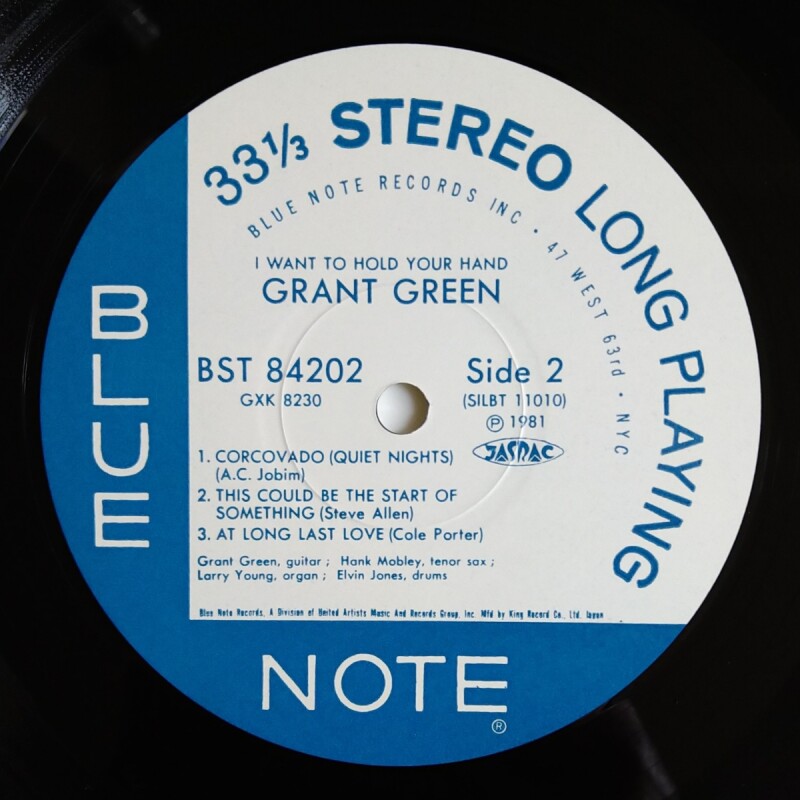 33⅓ STEREO LONG PLAYING
BLUE NOTE RECORDS INC • 47 WEST 63rd • NYC
I WANT TO HOLD YOUR HAND
GRANT GREEN
BST 84202
GXK 8230
Side 2
(SILBT 11010)
Ⓟ 1981
JASRAC
1. CORCOVADO (QUIET NIGHTS)
(A.C. Jobim)
2. THIS COULD BE THE START OF
SOMETHING (Steve Allen)
3. AT LONG LAST LOVE (Cole Porter)
Grant Green, guitar ; Hank Mobley, tenor sax ;
Larry Young, organ ; Elvin Jones, drums
Blue Note Records, A Division of United Artists Music And Records Group, Inc. Mfd by King Record Co., Ltd. Japan
BLUE
NOTE®